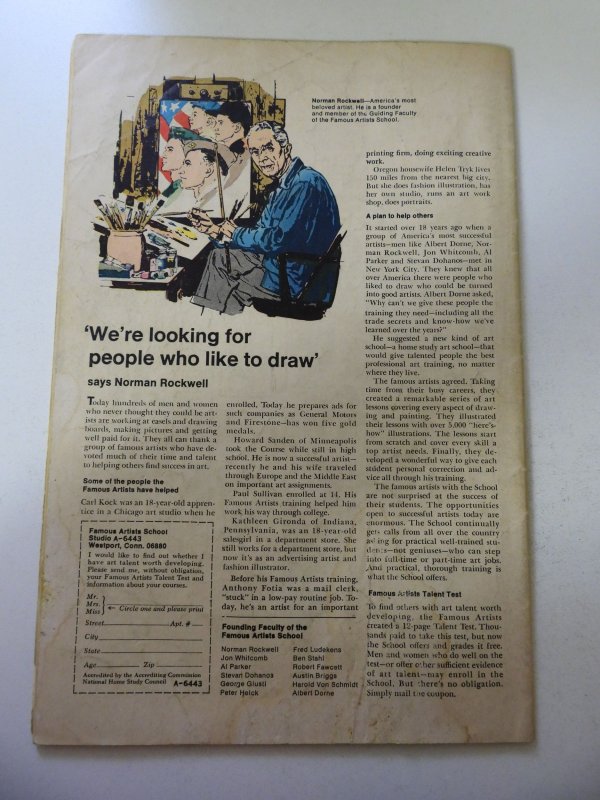 Norman Rockwell—America's most
beloved artist. He is a founder
and member of the Guiding Faculty
of the Famous Artists School.
'We're looking for
people who like to draw'
says Norman Rockwell
Today hundreds of men and women
who never thought they could be art-
ists are working at easels and drawing
boards, making pictures and getting
well paid for it. They all can thank a
group of famous artists who have de-
voted much of their time and talent
to helping others find success in art.
Some of the people the
Famous Artists have helped
Carl Kock was an 18-year-old appren-
tice in a Chicago art studio when he
enrolled. Today he prepares ads for
such companies as General Motors
and Firestone—has won five gold
medals.
Howard Sanden of Minneapolis
took the Course while still in high
school. He is now a successful artist—
recently he and his wife traveled
through Europe and the Middle East
on important art assignments.
Paul Sullivan enrolled at 14. His
Famous Artists training helped him
work his way through college.
Kathleen Gironda of Indiana,
Pennsylvania, was an 18-year-old
salesgirl in a department store. She
still works for a department store, but
now it's as an advertising artist and
fashion illustrator.
Before his Famous Artists training,
Anthony Fotia was a mail clerk,
"stuck" in a low-pay routine job. To-
day, he's an artist for an important
printing firm, doing exciting creative
work.
Oregon housewife Helen Tryk lives
150 miles from the nearest big city.
But she does fashion illustration, has
her own studio, runs an art work
shop, does portraits.
A plan to help others
It started over 18 years ago when a
group of America's most successful
artists—men like Albert Dorne, Nor-
man Rockwell, Jon Whitcomb, Al
Parker and Stevan Dohanos—met in
New York City. They knew that all
over America there were people who
liked to draw who could be turned
into good artists. Albert Dorne asked,
"Why can't we give these people the
training they need—including all the
trade secrets and know-how we've
learned over the years?"
He suggested a new kind of art
school—a home study art school—that
would give talented people the best
professional art training, no matter
where they live.
The famous artists agreed. Taking
time from their busy careers, they
created a remarkable series of art
lessons covering every aspect of draw-
ing and painting. They illustrated
their lessons with over 5,000 "here's-
how" illustrations. The lessons start
from scratch and cover every skill a
top artist needs. Finally, they de-
veloped a wonderful way to give each
student personal correction and ad-
vice all through his training.
The famous artists with the School
are not surprised at the success of
their students. The opportunities
open to successful artists today are
enormous. The School continually
gets calls from all over the country
asking for practical well-trained stu-
dents—not geniuses—who can step
into full-time or part-time art jobs.
And practical, thorough training is
what the School offers.
Famous Artists Talent Test
To find others with art talent worth
developing, the Famous Artists
created a 12-page Talent Test. Thou-
sands paid to take this test, but now
the School offers and grades it free.
Men and women who do well on the
test—or offer other sufficient evidence
of art talent—may enroll in the
School. But there's no obligation.
Simply mail the coupon.
Famous Artists School
Studio A-6443
Westport, Conn. 06880
I would like to find out whether I
have art talent worth developing.
Please send me, without obligation,
your Famous Artists Talent Test and
information about your courses.
Mr.
Mrs. ← Circle one and please print
Miss
Street Apt. #
City
State
Age Zip
Accredited by the Accrediting Commission
National Home Study Council A-6443
Founding Faculty of the
Famous Artists School
Norman Rockwell
Jon Whitcomb
Al Parker
Stevan Dohanos
George Giusti
Peter Helck
Fred Ludekens
Ben Stahl
Robert Fawcett
Austin Briggs
Harold Von Schmidt
Albert Dorne